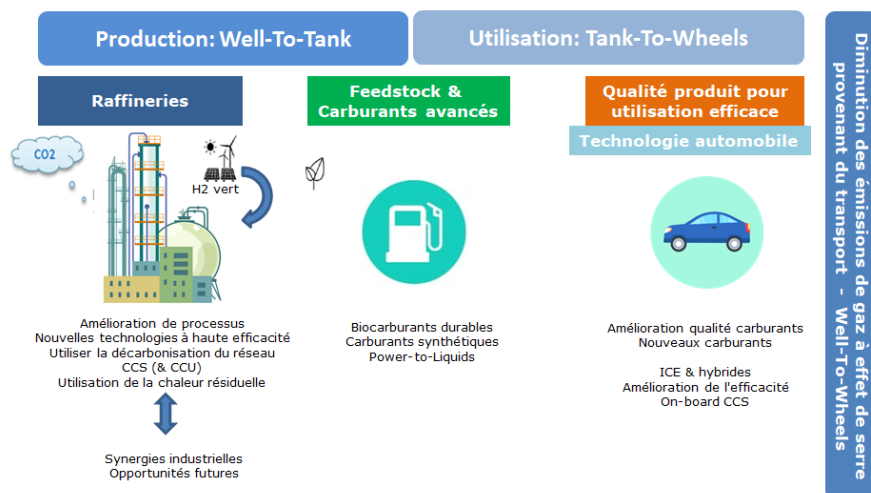 Production: Well-To-Tank
Utilisation: Tank-To-Wheels
Raffineries
Feedstock &
Carburants avancés
Qualité produit pour
utilisation efficace
Technologie automobile
CO2
H2 vert
Amélioration de processus
Nouvelles technologies à haute efficacité
Utiliser la décarbonisation du réseau
CCS (& CCU)
Utilisation de la chaleur résiduelle
Synergies industrielles
Opportunités futures
Biocarburants durables
Carburants synthétiques
Power-to-Liquids
Amélioration qualité carburants
Nouveaux carburants
ICE & hybrides
Amélioration de l'efficacité
On-board CCS
Diminution des émissions de gaz à effet de serre
provenant du transport - Well-To-Wheels